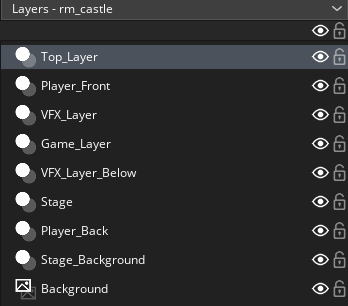 Layers - rm_castle
Top_Layer
Player_Front
VFX_Layer
Game_Layer
VFX_Layer_Below
Stage
Player_Back
Stage_Background
Background